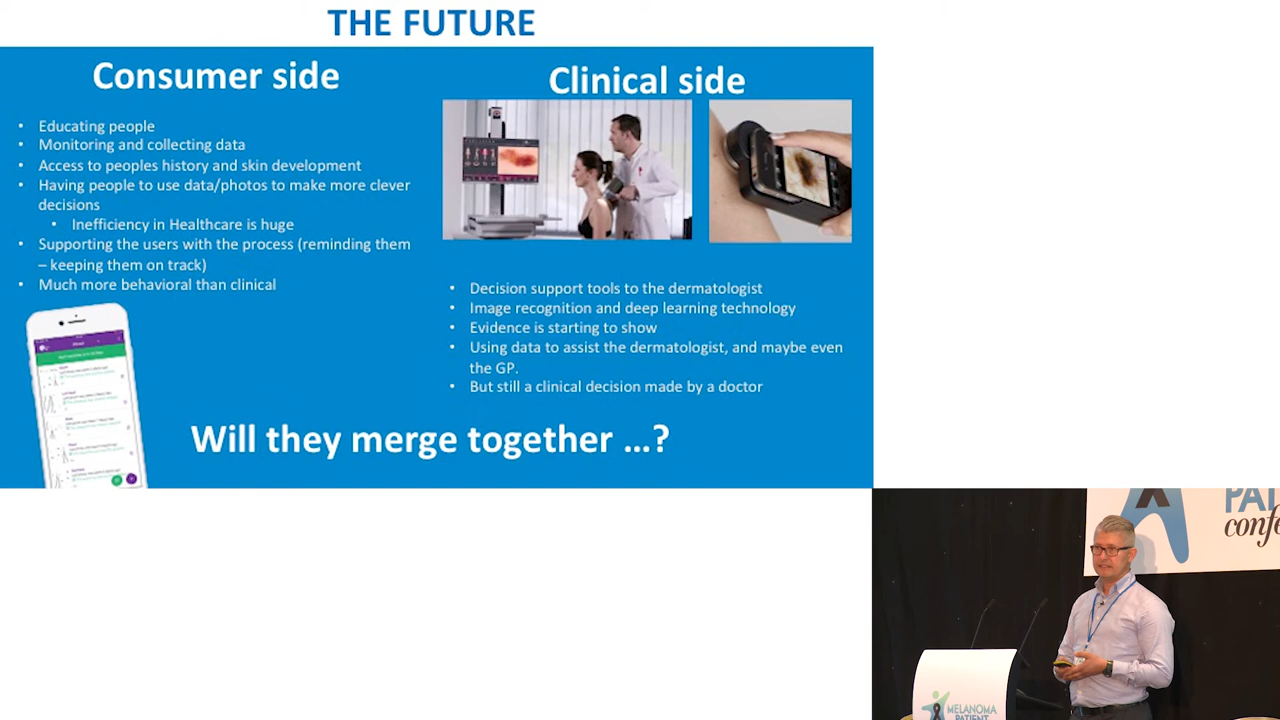 THE FUTURE
Consumer side
• Educating people
• Monitoring and collecting data
• Access to peoples history and skin development
• Having people to use data/photos to make more clever
decisions
• Inefficiency in Healthcare is huge
• Supporting the users with the process (reminding them
– keeping them on track)
• Much more behavioral than clinical
Clinical side
• Decision support tools to the dermatologist
• Image recognition and deep learning technology
• Evidence is starting to show
• Using data to assist the dermatologist, and maybe even
the GP.
• But still a clinical decision made by a doctor
Will they merge together ...?
PAT
confe
MELANOMA
PATIENT